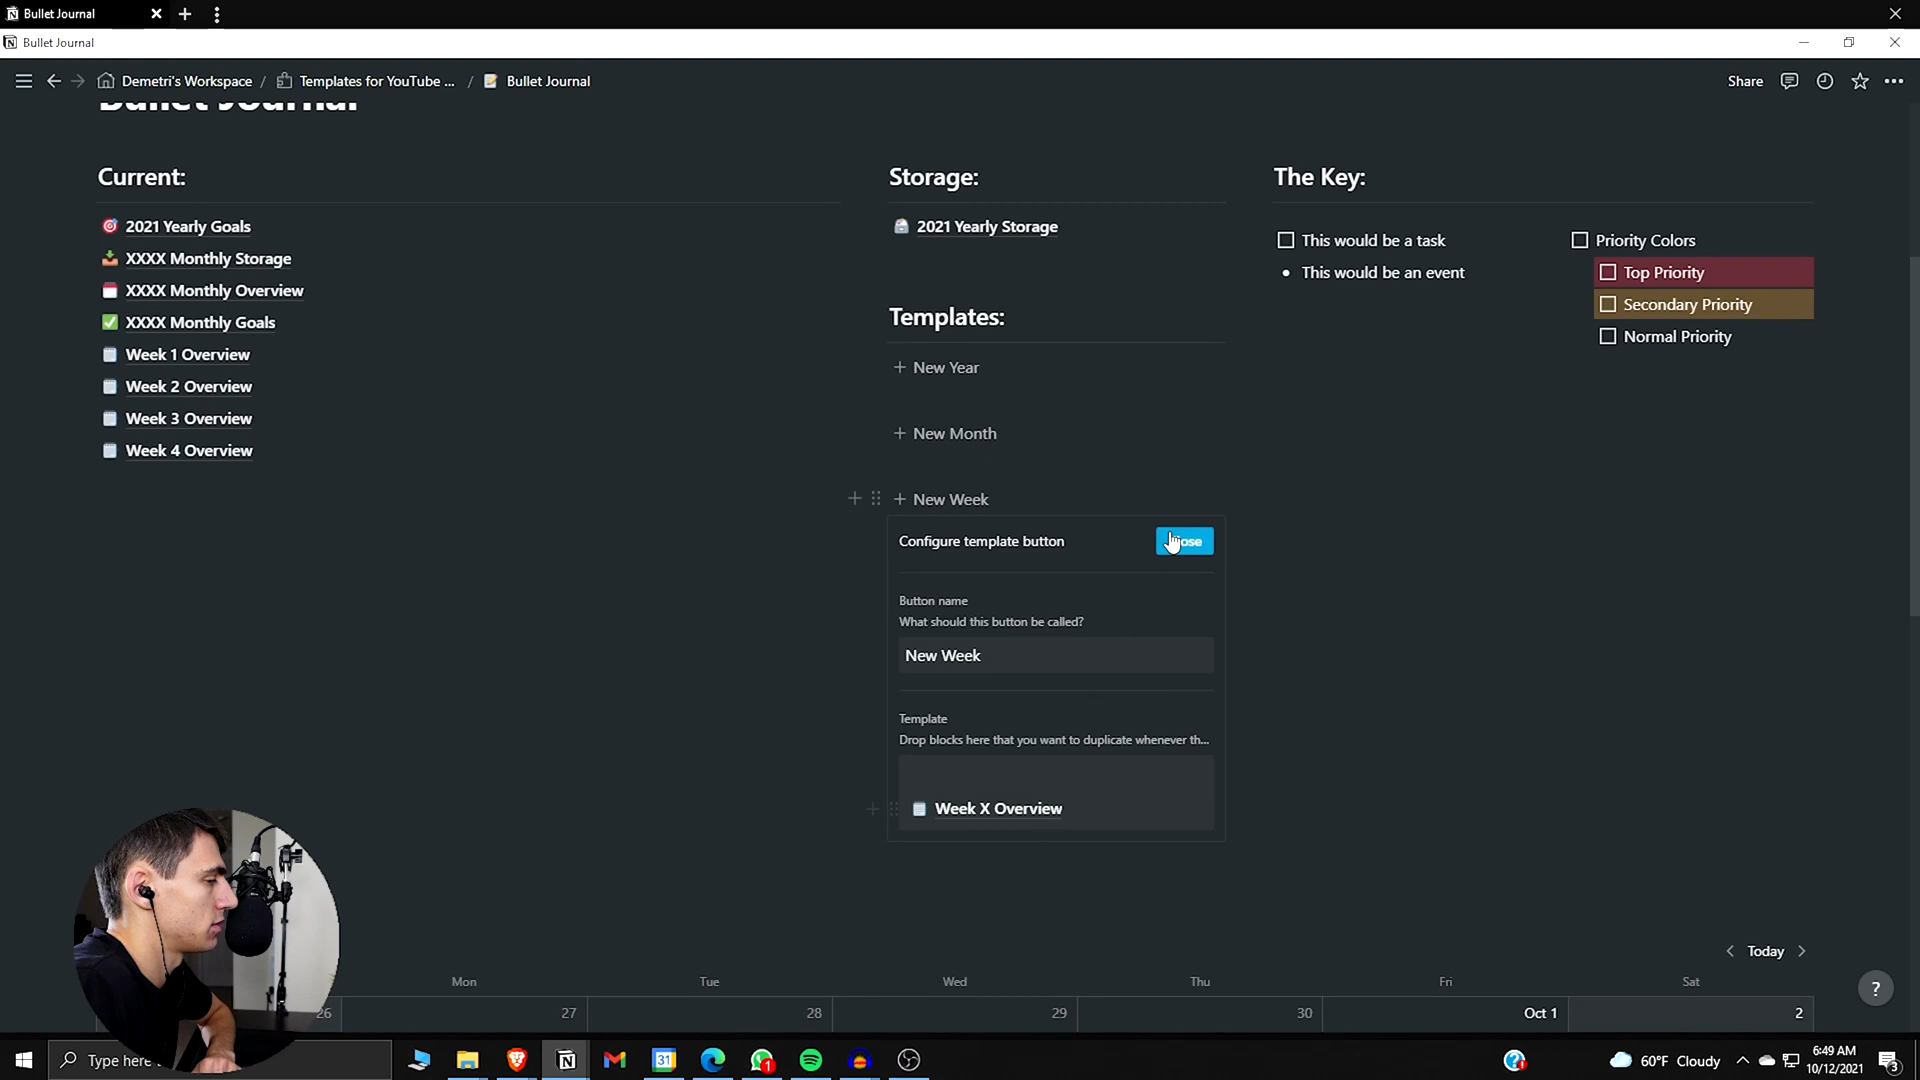 Bullet Journal
Bullet Journal
Demetri's Workspace / Templates for YouTube ... / Bullet Journal
Share
Bullet Journal
Current:
2021 Yearly Goals
XXXX Monthly Storage
XXXX Monthly Overview
XXXX Monthly Goals
Week 1 Overview
Week 2 Overview
Week 3 Overview
Week 4 Overview
Storage:
2021 Yearly Storage
Templates:
+ New Year
+ New Month
+ New Week
Configure template button
Close
Button name
What should this button be called?
New Week
Template
Drop blocks here that you want to duplicate whenever th...
Week X Overview
The Key:
This would be a task
• This would be an event
Priority Colors
Top Priority
Secondary Priority
Normal Priority
< Today >
Mon Tue Wed Thu Fri Sat
26 27 28 29 30 Oct 1 2
?
Type here
31
1
60°F Cloudy
6:49 AM
10/12/2021
3